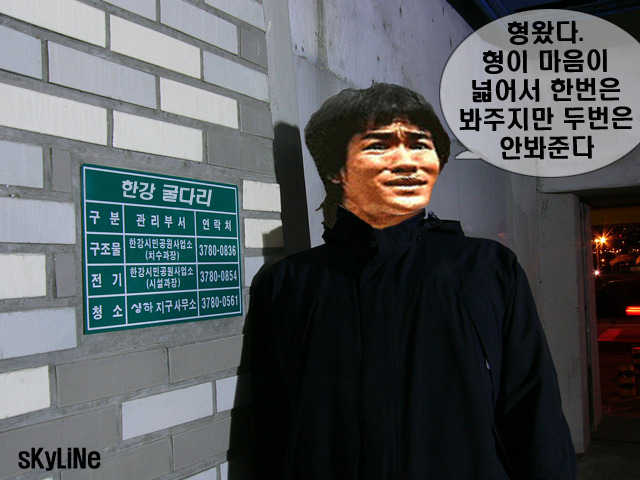 형왔다.
형이 마음이
넓어서 한번은
봐주지만 두번은
안봐준다
한강 굴다리
구 분 관리부서 연락처
구조물 한강시민공원사업소 (치수과장) 3780-0836
전 기 한강시민공원사업소 (시설과장) 3780-0854
청 소 성하지구사무소 3780-0561
sKyLiNe